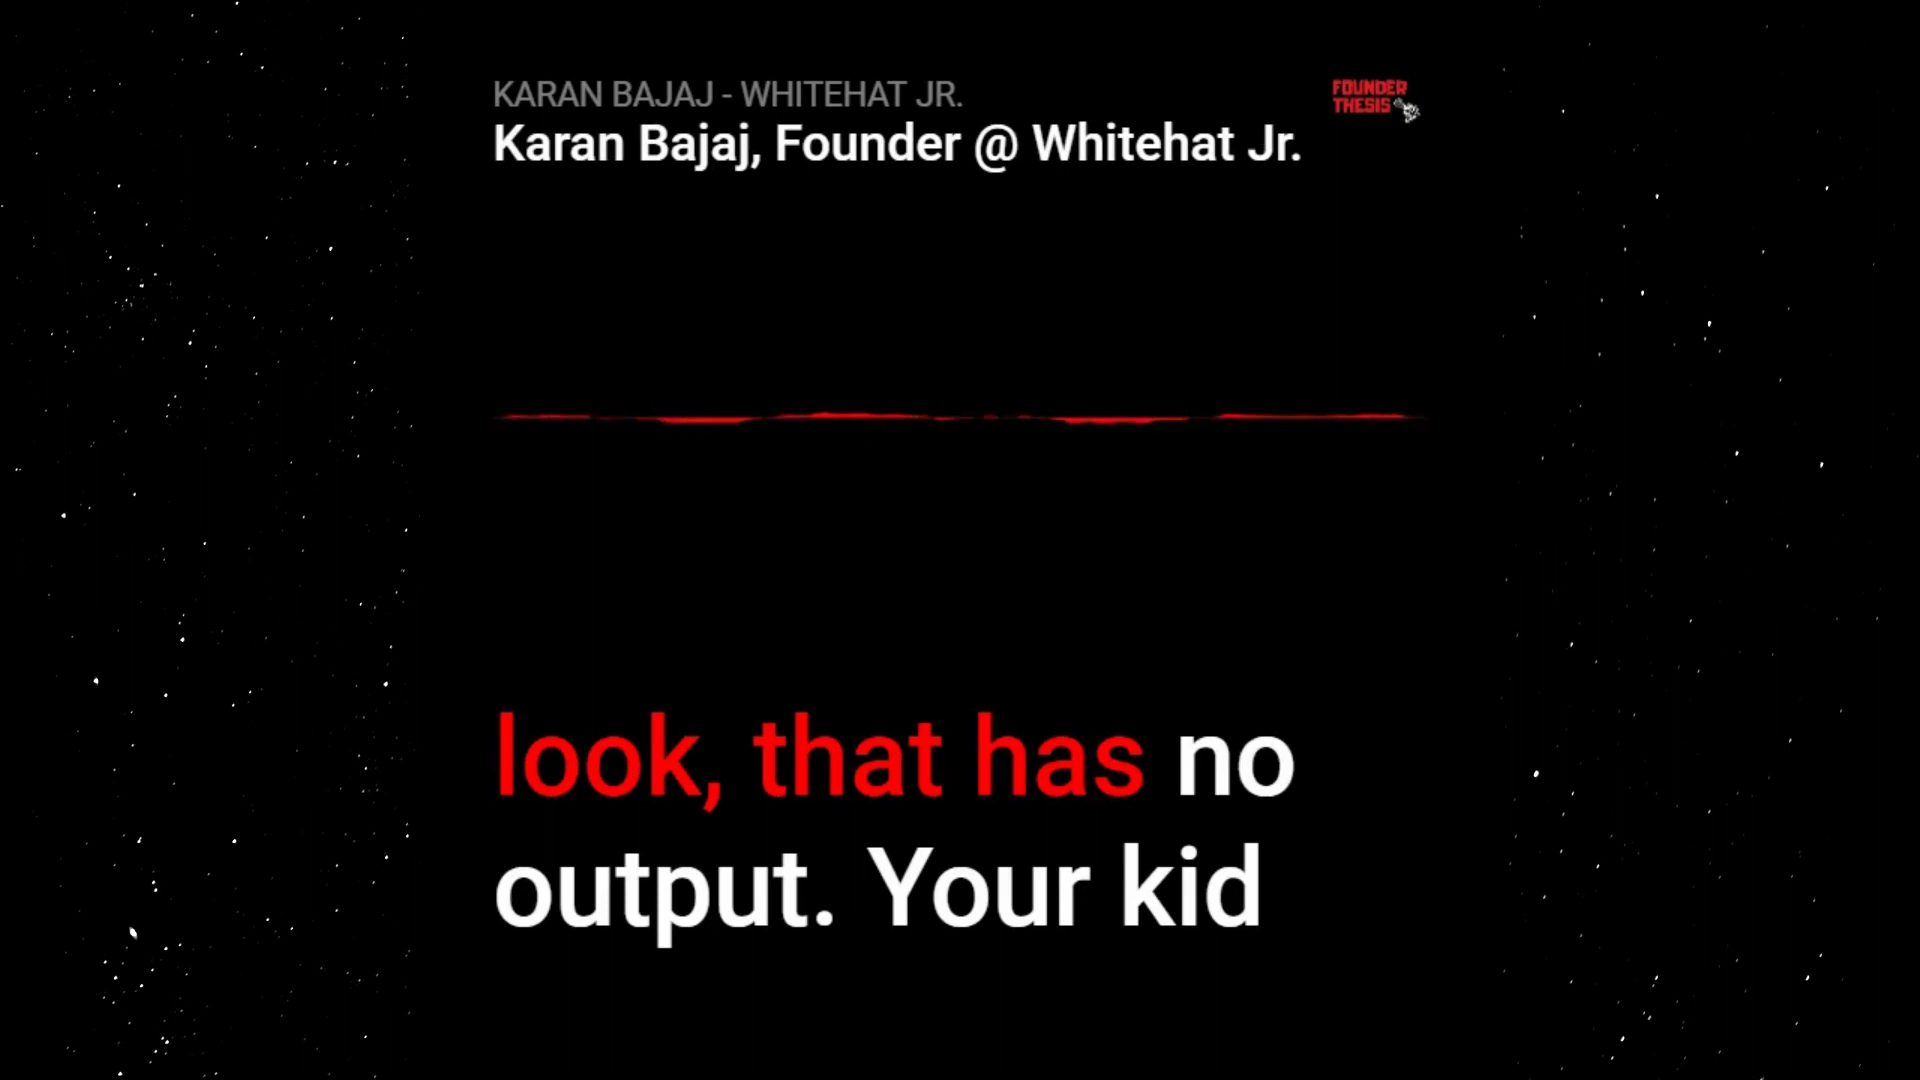 KARAN BAJAJ - WHITEHAT JR.
Karan Bajaj, Founder @ Whitehat Jr.
FOUNDER
THESIS
look, that has no
output. Your kid